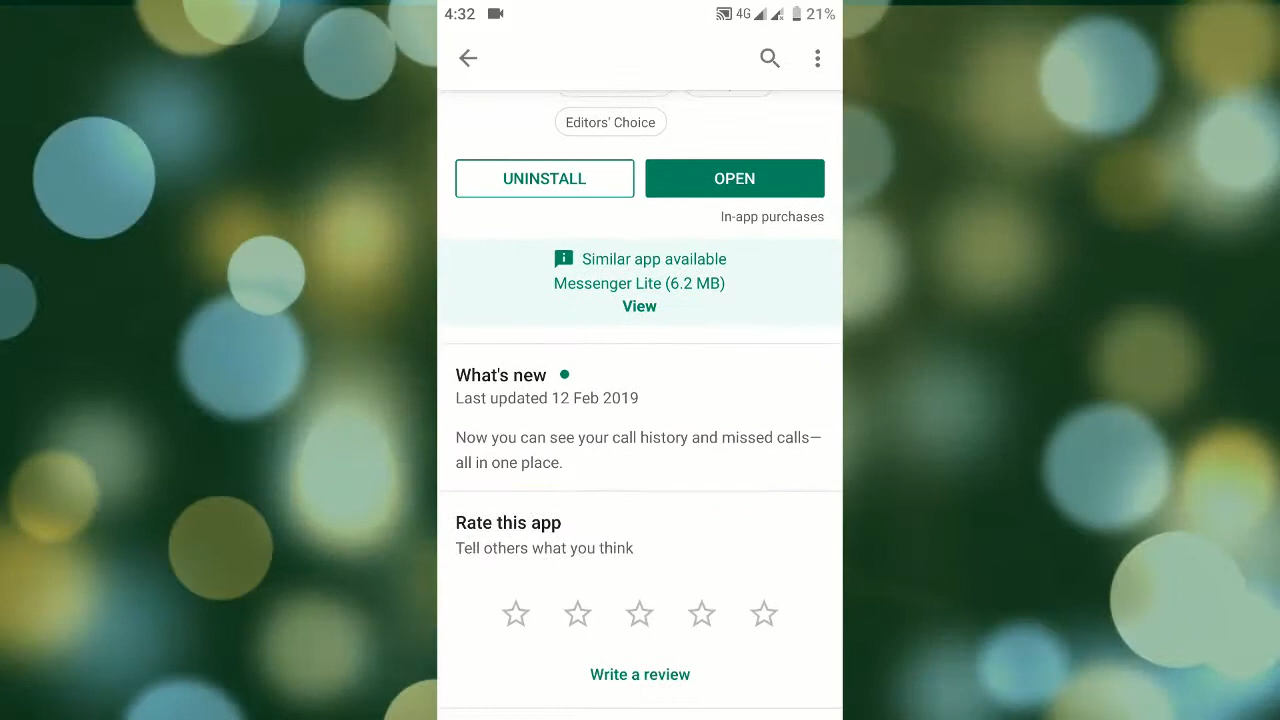 4:32 4G 21%
Editors' Choice
UNINSTALL OPEN
In-app purchases
Similar app available
Messenger Lite (6.2 MB)
View
What's new
Last updated 12 Feb 2019
Now you can see your call history and missed calls—
all in one place.
Rate this app
Tell others what you think
Write a review